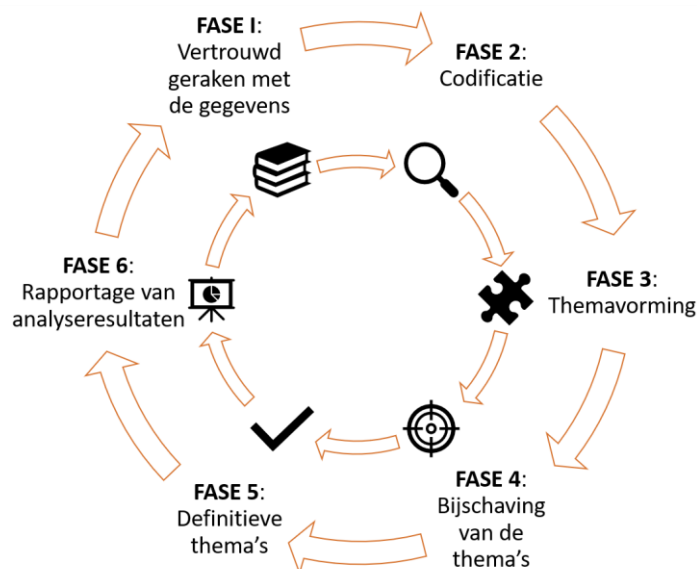 FASE I:
Vertrouwd
geraken met
de gegevens
FASE 2:
Codificatie
FASE 3:
Themavorming
FASE 4:
Bijschaving
van de
thema's
FASE 5:
Definitieve
thema's
FASE 6:
Rapportage van
analyseresultaten